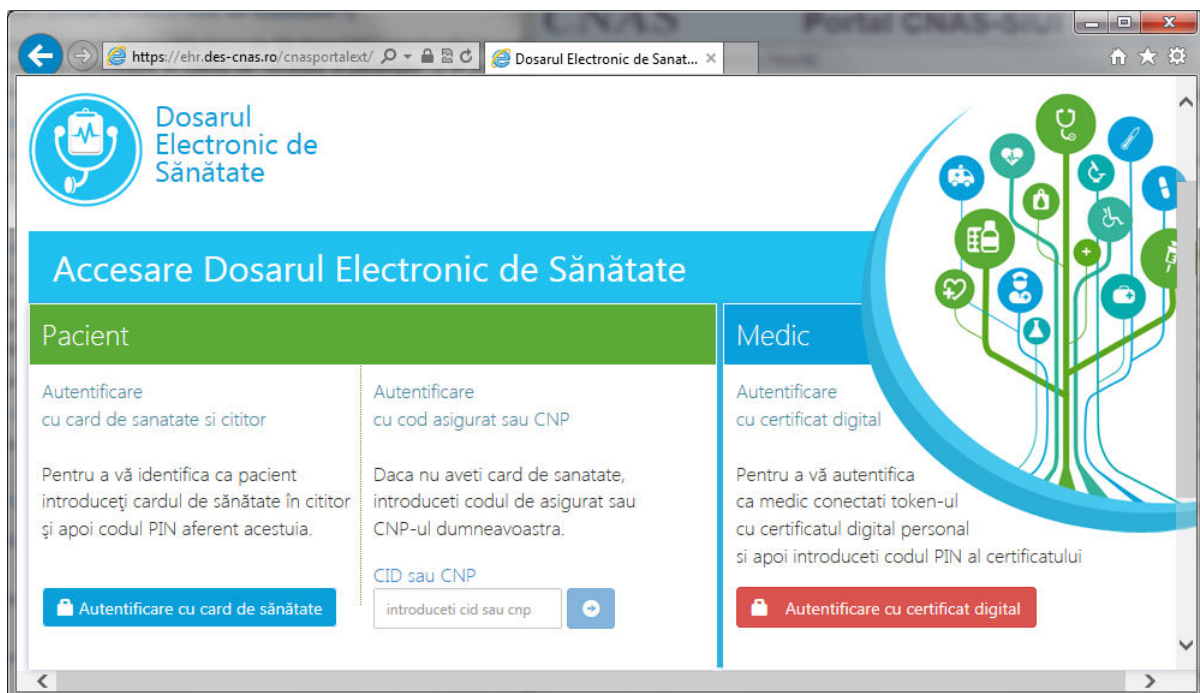 CNAS
Portal CNAS-SIUI
https://ehr.des-cnas.ro/cnasportalext/
Dosarul Electronic de Sanat...
Dosarul
Electronic de
Sănătate
Accesare Dosarul Electronic de Sănătate
Pacient
Autentificare
cu card de sanatate si cititor
Pentru a vă identifica ca pacient
introduceţi cardul de sănătate în cititor
şi apoi codul PIN aferent acestuia.
Autentificare cu card de sănătate
Autentificare
cu cod asigurat sau CNP
Daca nu aveti card de sanatate,
introduceti codul de asigurat sau
CNP-ul dumneavoastra.
CID sau CNP
introduceti cid sau cnp
Medic
Autentificare
cu certificat digital
Pentru a vă autentifica
ca medic conectati token-ul
cu certificatul digital personal
si apoi introduceti codul PIN al certificatului
Autentificare cu certificat digital